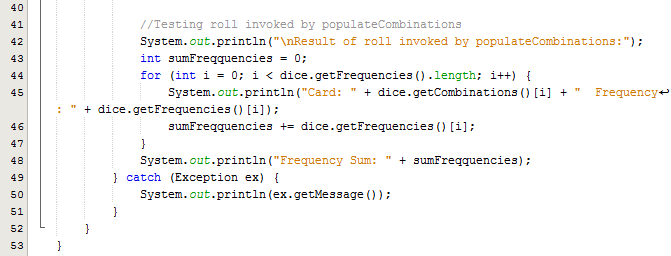 40
41 //Testing roll invoked by populateCombinations
42 System.out.println("\nResult of roll invoked by populateCombinations:");
43 int sumFreqquencies = 0;
44 for (int i = 0; i < dice.getFrequencies().length; i++) {
45 System.out.println("Card: " + dice.getCombinations()[i] + "  Frequency↩
: " + dice.getFrequencies()[i]);
46 sumFreqquencies += dice.getFrequencies()[i];
47 }
48 System.out.println("Frequency Sum: " + sumFreqquencies);
49 } catch (Exception ex) {
50 System.out.println(ex.getMessage());
51 }
52 }
53 }